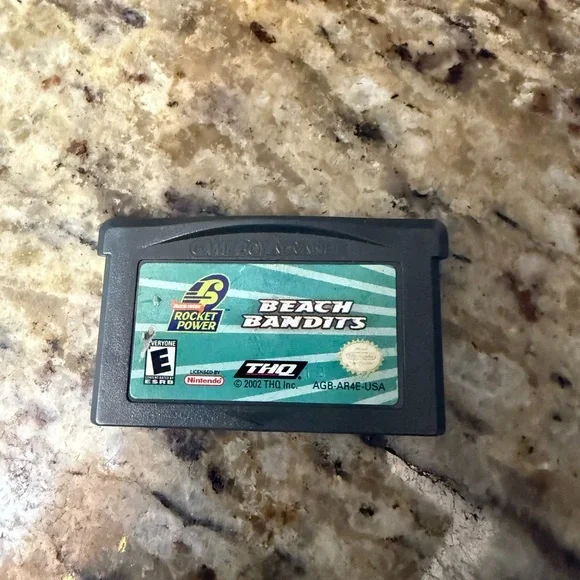 GAME BOY ADVANCE
ROCKET POWER
™
BEACH BANDITS
EVERYONE
E
ESRB
LICENSED BY
Nintendo
THQ
© 2002 THQ Inc.
AGB-AR4E-USA